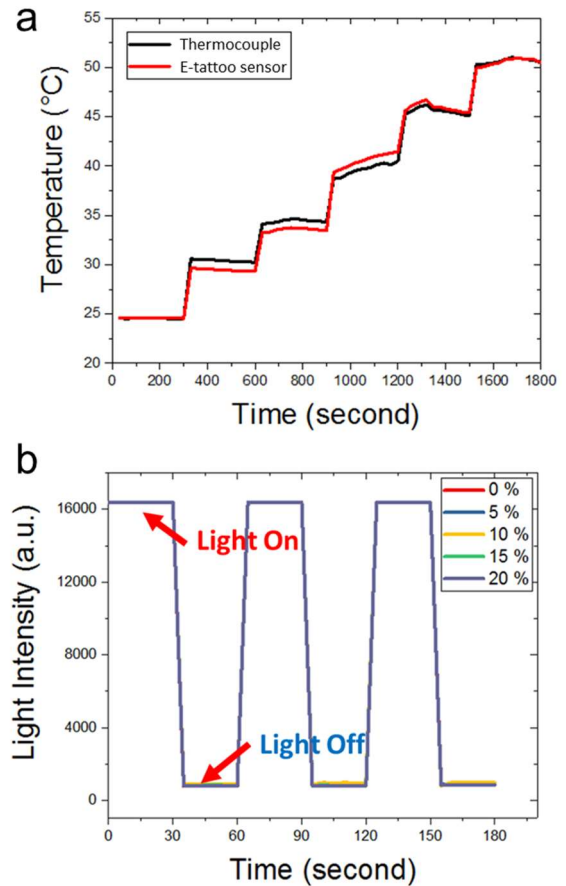 a
55
50
45
40
35
30
25
20
Temperature (°C)
Thermocouple
E-tattoo sensor
0 200 400 600 800 1000 1200 1400 1600 1800
Time (second)
b
16000
12000
8000
4000
0
Light Intensity (a.u.)
0 %
5 %
10 %
15 %
20 %
Light On
Light Off
0 30 60 90 120 150 180
Time (second)